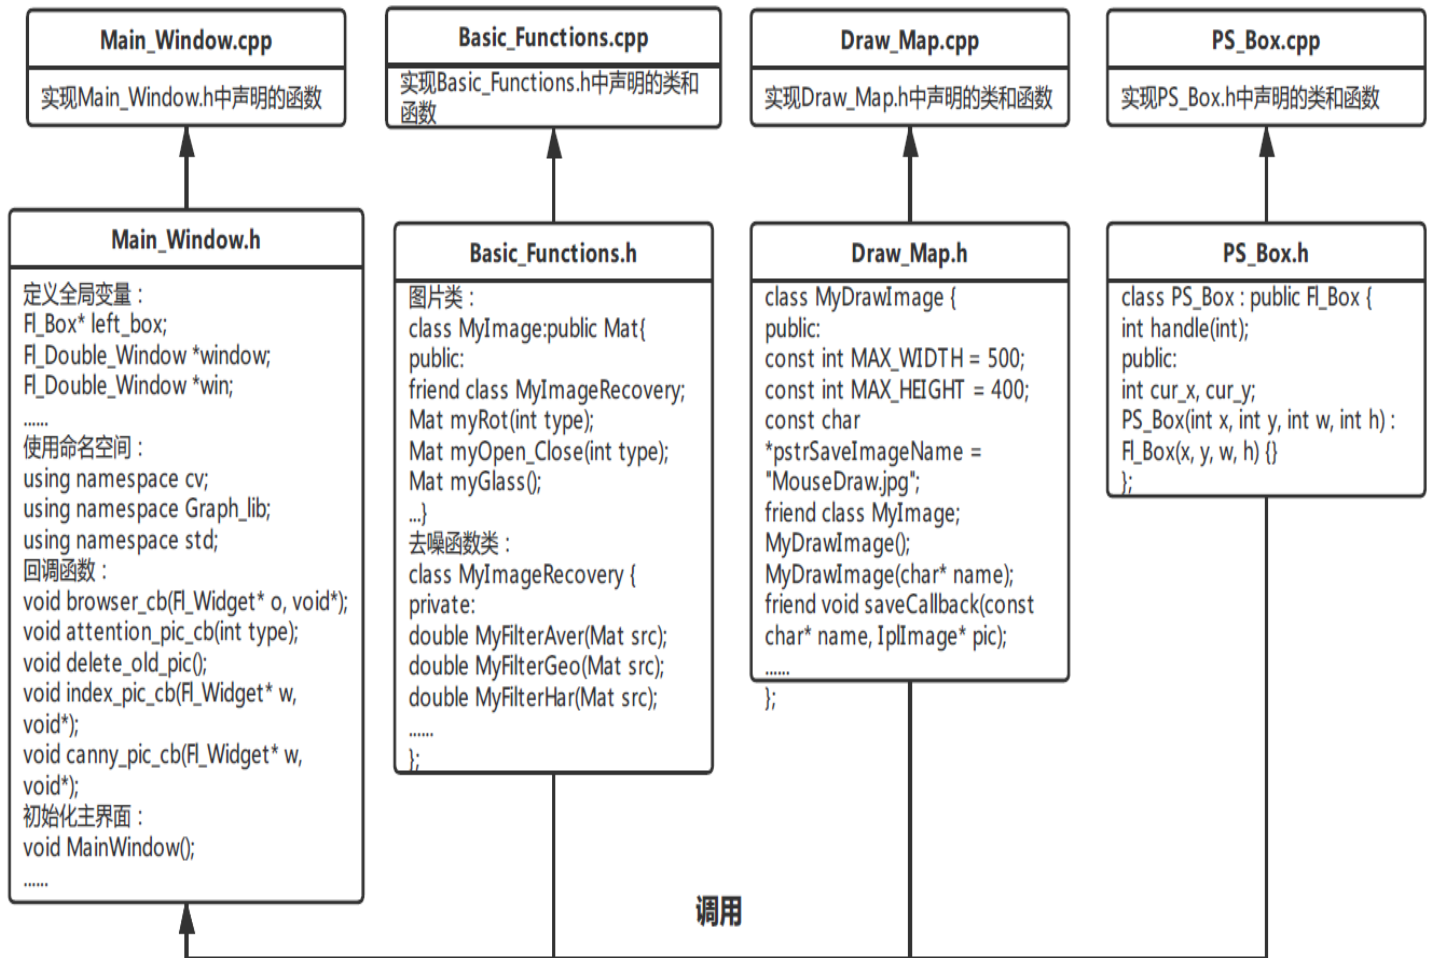 Main_Window.cpp
实现Main_Window.h中声明的函数
Basic_Functions.cpp
实现Basic_Functions.h中声明的类和
函数
Draw_Map.cpp
实现Draw_Map.h中声明的类和函数
PS_Box.cpp
实现PS_Box.h中声明的类和函数
Main_Window.h
定义全局变量：
Fl_Box* left_box;
Fl_Double_Window *window;
Fl_Double_Window *win;
......
使用命名空间：
using namespace cv;
using namespace Graph_lib;
using namespace std;
回调函数：
void browser_cb(Fl_Widget* o, void*);
void attention_pic_cb(int type);
void delete_old_pic();
void index_pic_cb(Fl_Widget* w,
void*);
void canny_pic_cb(Fl_Widget* w,
void*);
初始化主界面：
void MainWindow();
......
Basic_Functions.h
图片类：
class MyImage:public Mat{
public:
friend class MyImageRecovery;
Mat myRot(int type);
Mat myOpen_Close(int type);
Mat myGlass();
...}
去噪函数类：
class MyImageRecovery {
private:
double MyFilterAver(Mat src);
double MyFilterGeo(Mat src);
double MyFilterHar(Mat src);
......
};
Draw_Map.h
class MyDrawImage {
public:
const int MAX_WIDTH = 500;
const int MAX_HEIGHT = 400;
const char
*pstrSaveImageName =
"MouseDraw.jpg";
friend class MyImage;
MyDrawImage();
MyDrawImage(char* name);
friend void saveCallback(const
char* name, IplImage* pic);
......
};
PS_Box.h
class PS_Box : public Fl_Box {
int handle(int);
public:
int cur_x, cur_y;
PS_Box(int x, int y, int w, int h) :
Fl_Box(x, y, w, h) {}
};
调用